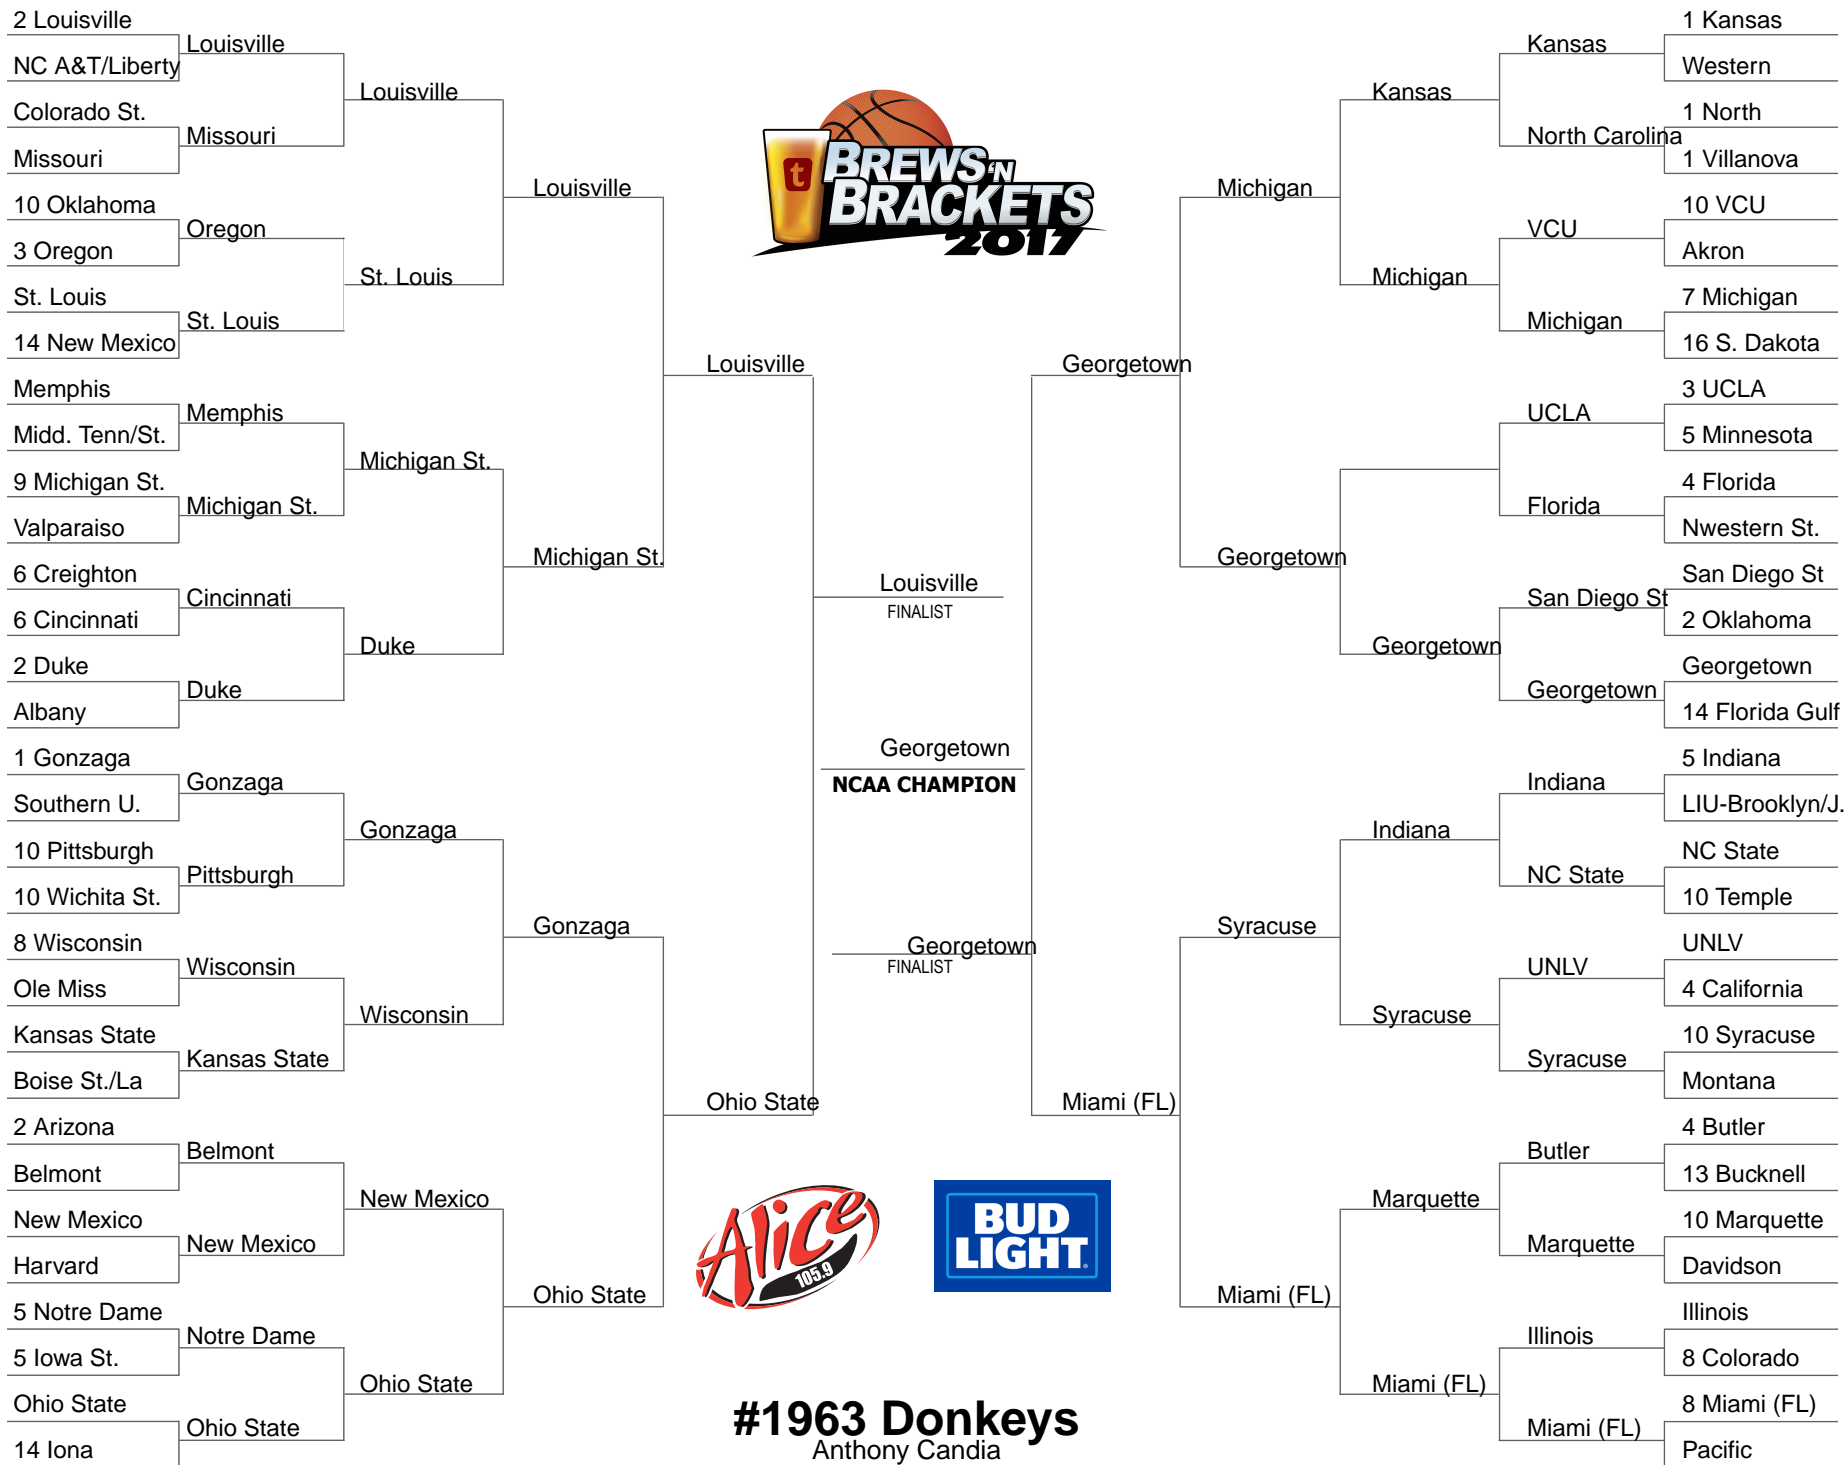 2 Louisville
NC A&T/Liberty
Colorado St.
Missouri
10 Oklahoma
3 Oregon
St. Louis
14 New Mexico
Memphis
Midd. Tenn/St.
9 Michigan St.
Valparaiso
6 Creighton
6 Cincinnati
2 Duke
Albany
1 Gonzaga
Southern U.
10 Pittsburgh
10 Wichita St.
8 Wisconsin
Ole Miss
Kansas State
Boise St./La
2 Arizona
Belmont
New Mexico
Harvard
5 Notre Dame
5 Iowa St.
Ohio State
14 Iona
Louisville
Missouri
Oregon
St. Louis
Memphis
Michigan St.
Cincinnati
Duke
Gonzaga
Pittsburgh
Wisconsin
Kansas State
Belmont
New Mexico
Notre Dame
Ohio State
Louisville
St. Louis
Michigan St.
Duke
Gonzaga
Wisconsin
New Mexico
Ohio State
Louisville
Michigan St.
Gonzaga
Ohio State
Louisville
Ohio State
t
BREWS 'N
BRACKETS
2017
Louisville
FINALIST
Georgetown
NCAA CHAMPION
Georgetown
FINALIST
Alice
105.9
BUD
LIGHT
#1963 Donkeys
Anthony Candia
Georgetown
Miami (FL)
Michigan
Georgetown
Syracuse
Miami (FL)
Kansas
Michigan
Georgetown
Indiana
Syracuse
Marquette
Miami (FL)
Kansas
North Carolina
VCU
Michigan
UCLA
Florida
San Diego St
Georgetown
Indiana
NC State
UNLV
Syracuse
Butler
Marquette
Illinois
Miami (FL)
1 Kansas
Western
1 North
1 Villanova
10 VCU
Akron
7 Michigan
16 S. Dakota
3 UCLA
5 Minnesota
4 Florida
Nwestern St.
San Diego St
2 Oklahoma
Georgetown
14 Florida Gulf
5 Indiana
LIU-Brooklyn/J.
NC State
10 Temple
UNLV
4 California
10 Syracuse
Montana
4 Butler
13 Bucknell
10 Marquette
Davidson
Illinois
8 Colorado
8 Miami (FL)
Pacific